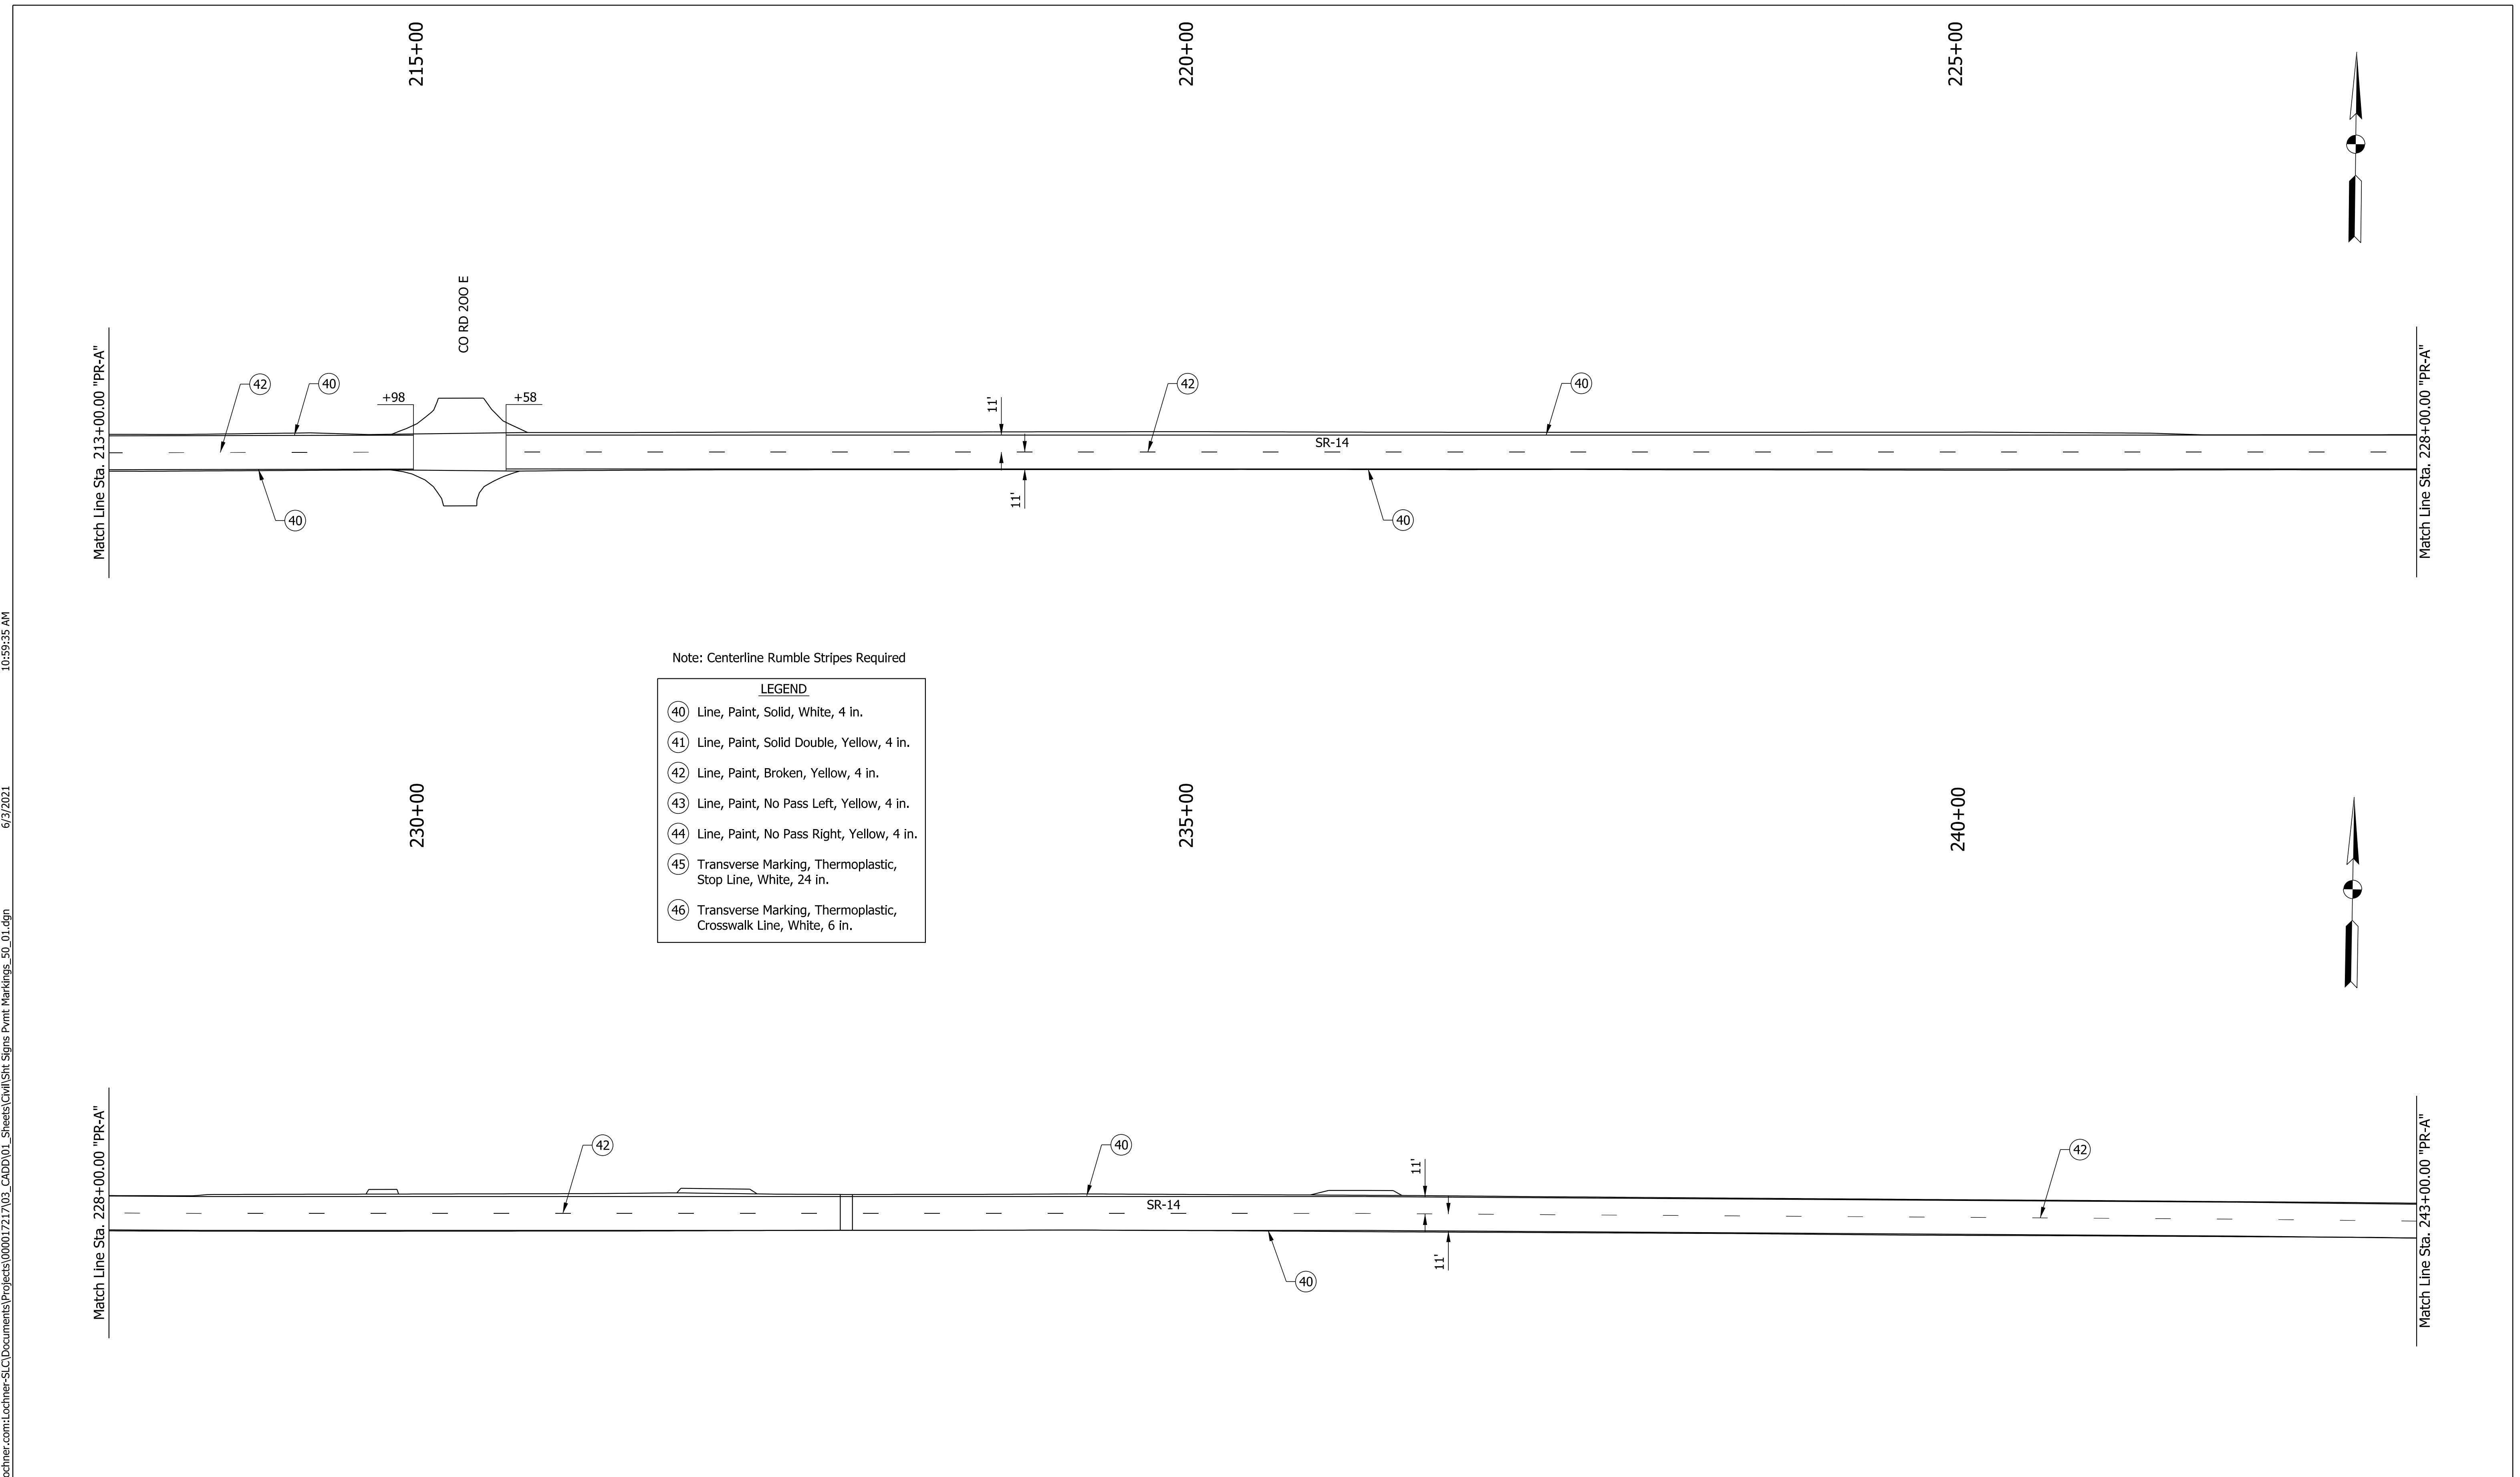 215+00
220+00
225+00
CO RD 2OO E
Match Line Sta. 213+00.00 "PR-A"
42
40
+98
+58
11'
42
40
SR-14
Match Line Sta. 228+00.00 "PR-A"
40
11'
40
Note: Centerline Rumble Stripes Required
LEGEND
40 Line, Paint, Solid, White, 4 in.
41 Line, Paint, Solid Double, Yellow, 4 in.
42 Line, Paint, Broken, Yellow, 4 in.
43 Line, Paint, No Pass Left, Yellow, 4 in.
44 Line, Paint, No Pass Right, Yellow, 4 in.
45 Transverse Marking, Thermoplastic,
Stop Line, White, 24 in.
46 Transverse Marking, Thermoplastic,
Crosswalk Line, White, 6 in.
230+00
235+00
240+00
Match Line Sta. 228+00.00 "PR-A"
42
40
11'
42
SR-14
Match Line Sta. 243+00.00 "PR-A"
11'
40
10:59:35 AM
6/3/2021
ochner.com:Lochner-SLC\Documents\Projects\000017217\03_CADD\01_Sheets\Civil\Sht Signs Pvmt Markings_50_01.dgn